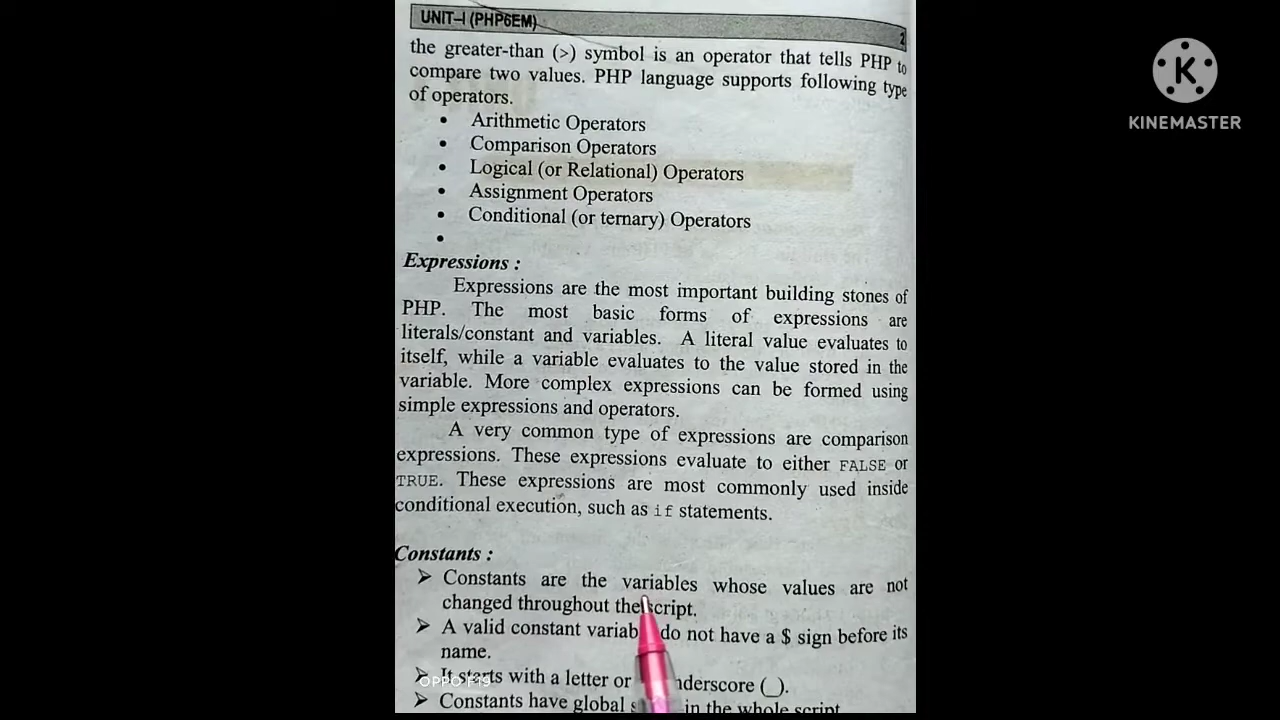 UNIT–I (PHP6EM) 2
the greater-than (>) symbol is an operator that tells PHP to
compare two values. PHP language supports following type
of operators.
• Arithmetic Operators
• Comparison Operators
• Logical (or Relational) Operators
• Assignment Operators
• Conditional (or ternary) Operators
•
Expressions :
Expressions are the most important building stones of
PHP. The most basic forms of expressions are
literals/constant and variables. A literal value evaluates to
itself, while a variable evaluates to the value stored in the
variable. More complex expressions can be formed using
simple expressions and operators.
A very common type of expressions are comparison
expressions. These expressions evaluate to either FALSE or
TRUE. These expressions are most commonly used inside
conditional execution, such as if statements.
Constants :
➢ Constants are the variables whose values are not
changed throughout the script.
➢ A valid constant do not have a $ sign before its
name.
➢ It starts with a letter or (_).
➢ Constants have global in the whole script
OPPO F19
K
KINEMASTER